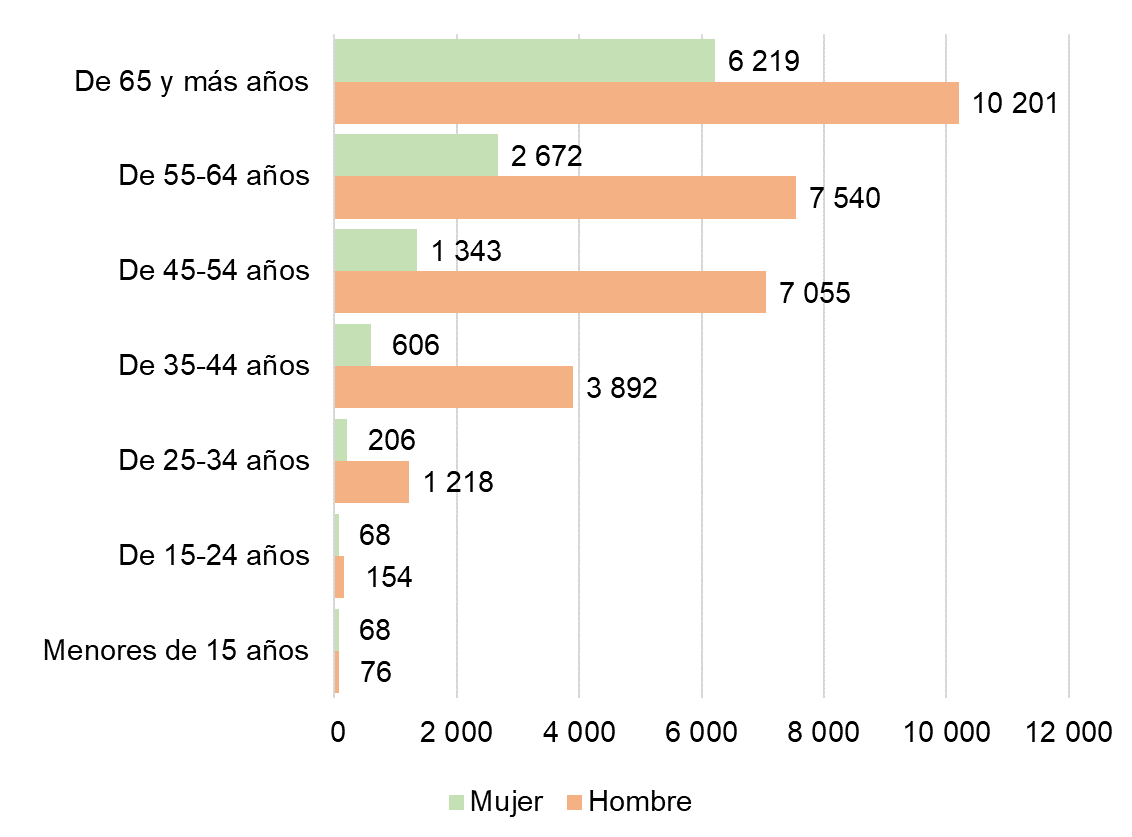 De 65 y más años
6 219
10 201
De 55-64 años
2 672
7 540
De 45-54 años
1 343
7 055
De 35-44 años
606
3 892
De 25-34 años
206
1 218
De 15-24 años
68
154
Menores de 15 años
68
76
0 2 000 4 000 6 000 8 000 10 000 12 000
Mujer Hombre